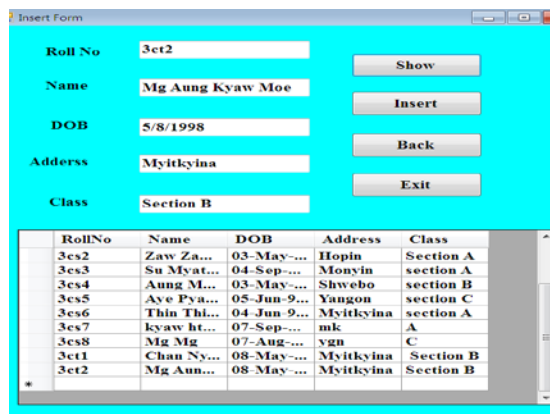 Insert Form
Roll No 3ct2
Show
Name Mg Aung Kyaw Moe
Insert
DOB 5/8/1998
Back
Adderss Myitkyina
Exit
Class Section B
RollNo Name DOB Address Class
3cs2 Zaw Za... 03-May-... Hopin Section A
3cs3 Su Myat... 04-Sep-... Monyin section A
3cs4 Aung M... 03-May-... Shwebo section B
3cs5 Aye Pya... 05-Jun-9... Yangon section C
3cs6 Thin Thi... 04-Jun-9... Myitkyina section A
3cs7 kyaw ht... 07-Sep-... mk A
3cs8 Mg Mg 07-Aug-... ygn C
3ct1 Chan Ny... 08-May-... Myitkyina Section B
3ct2 Mg Aun... 08-May-... Myitkyina Section B
*